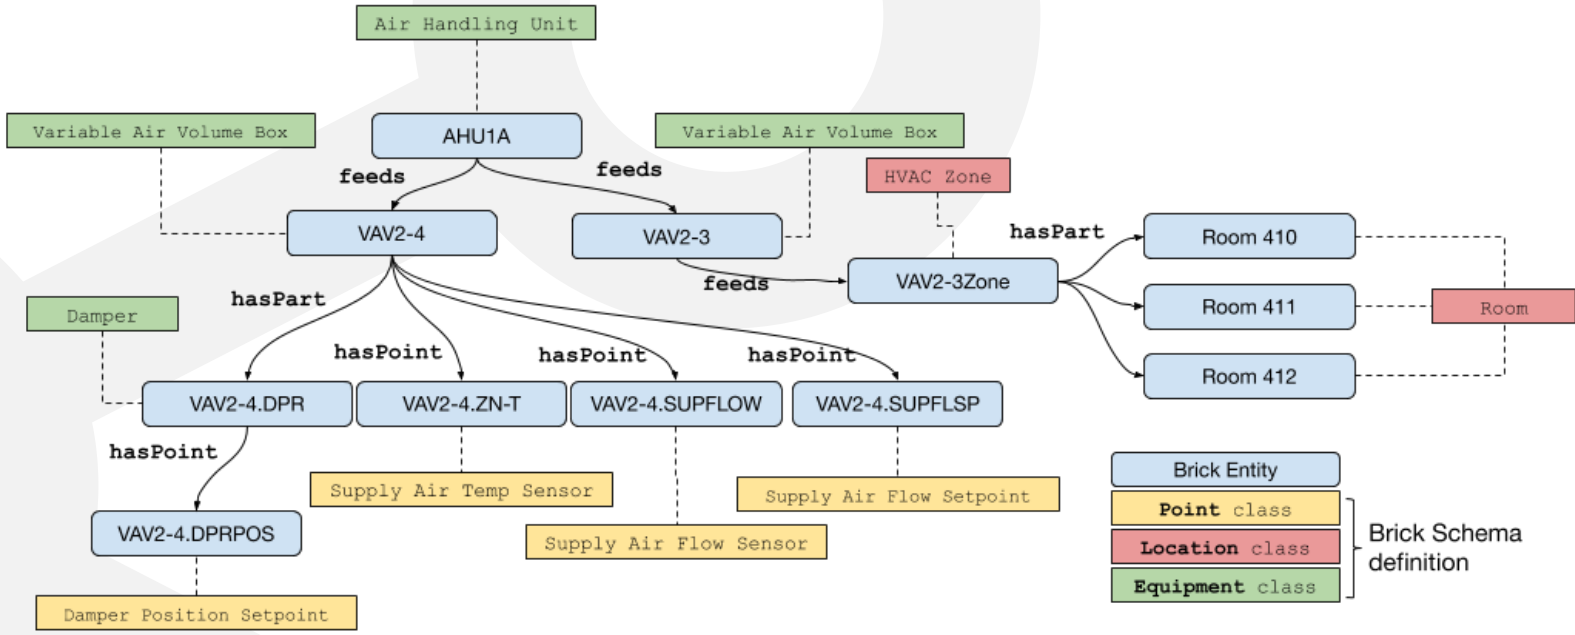 Air Handling Unit
Variable Air Volume Box
AHU1A
Variable Air Volume Box
feeds
feeds
HVAC Zone
VAV2-4
VAV2-3
hasPart
Room 410
feeds
VAV2-3Zone
hasPart
Room 411
Room
Damper
hasPoint
hasPoint
hasPoint
Room 412
VAV2-4.DPR
VAV2-4.ZN-T
VAV2-4.SUPFLOW
VAV2-4.SUPFLSP
hasPoint
Supply Air Temp Sensor
Supply Air Flow Setpoint
VAV2-4.DPRPOS
Supply Air Flow Sensor
Damper Position Setpoint
Brick Entity
Point class
Location class
Equipment class
Brick Schema
definition